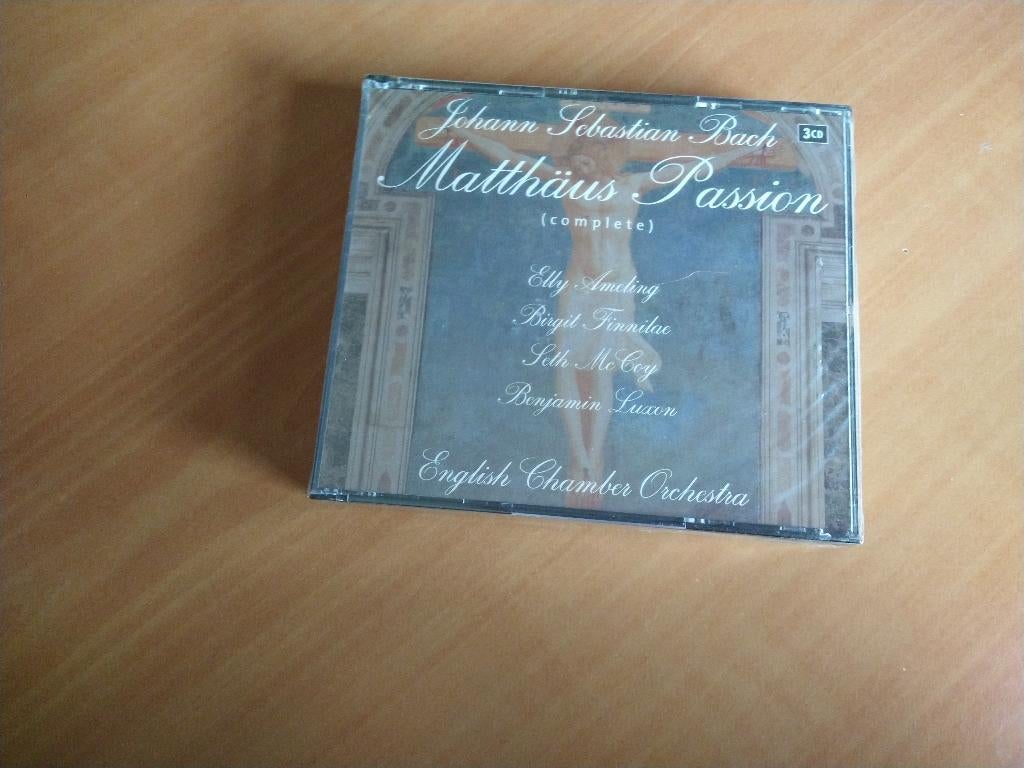 Johann Sebastian Bach
3CD
Matthäus Passion
(complete)
Elly Ameling
Birgit Finnilae
Seth McCoy
Benjamin Luxon
English Chamber Orchestra